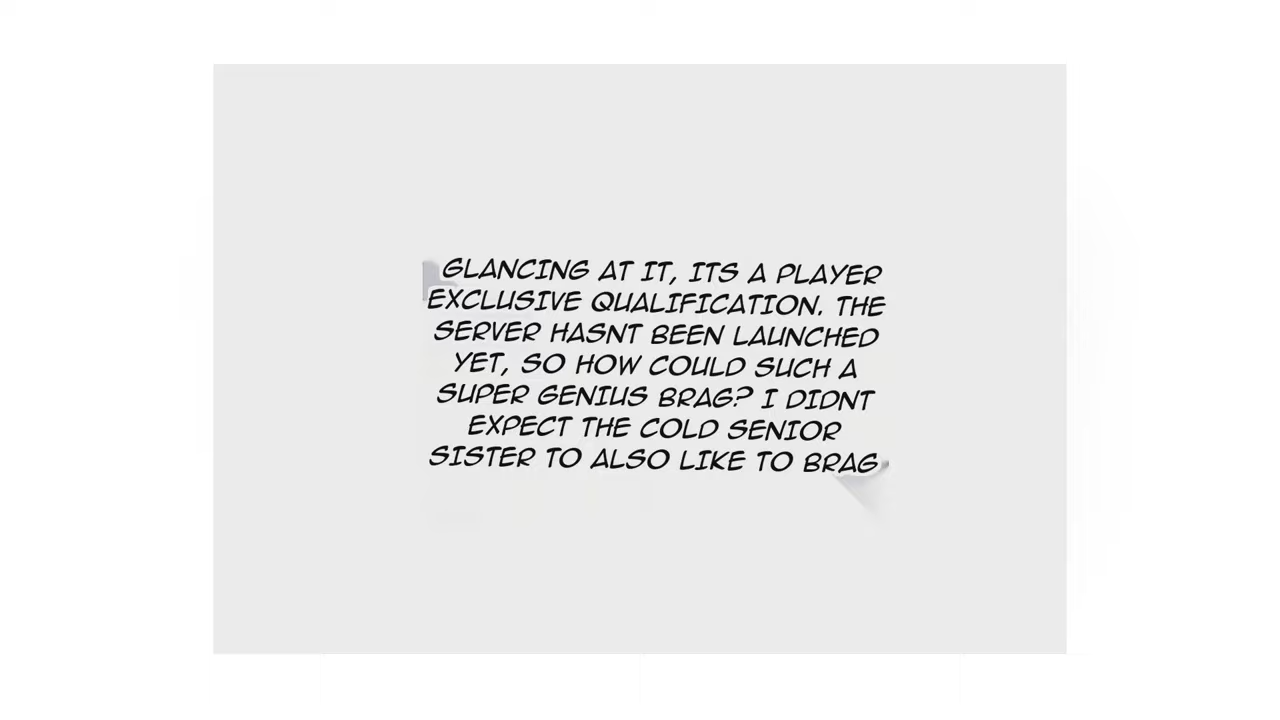 GLANCING AT IT, ITS A PLAYER
EXCLUSIVE QUALIFICATION. THE
SERVER HASNT BEEN LAUNCHED
YET, SO HOW COULD SUCH A
SUPER GENIUS BRAG? I DIDNT
EXPECT THE COLD SENIOR
SISTER TO ALSO LIKE TO BRAG.